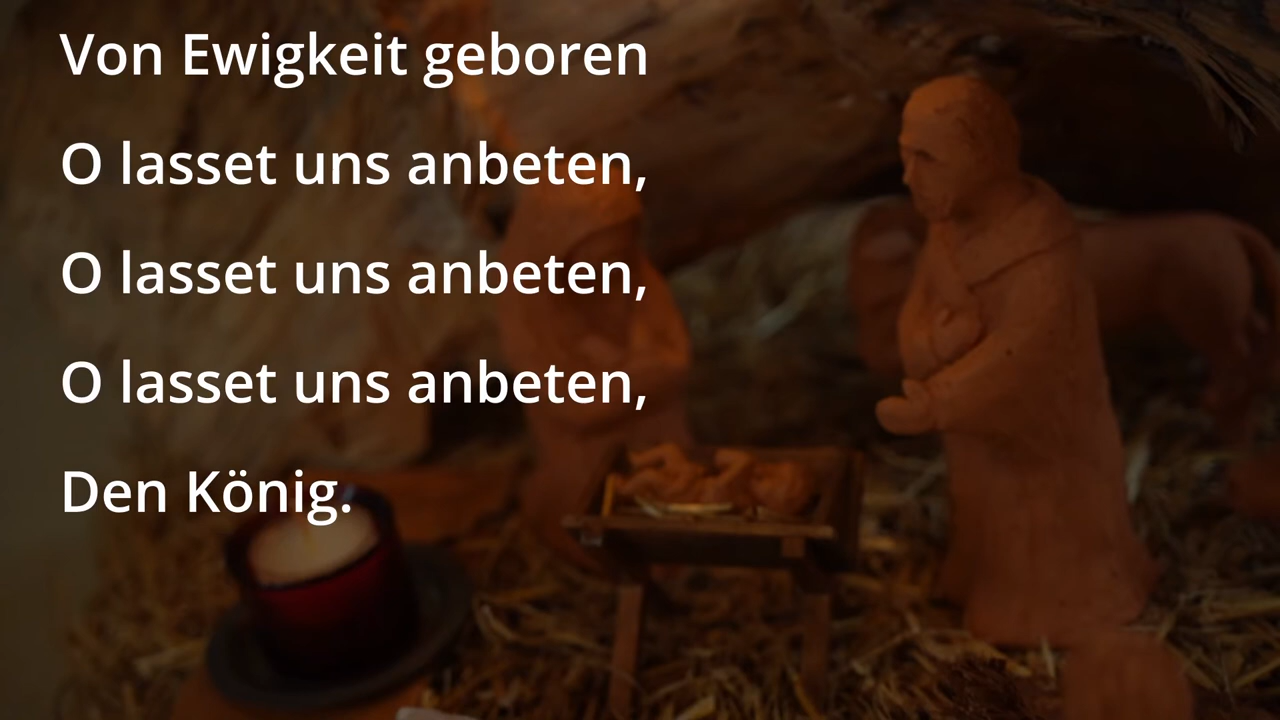 Von Ewigkeit geboren
O lasset uns anbeten,
O lasset uns anbeten,
O lasset uns anbeten,
Den König.